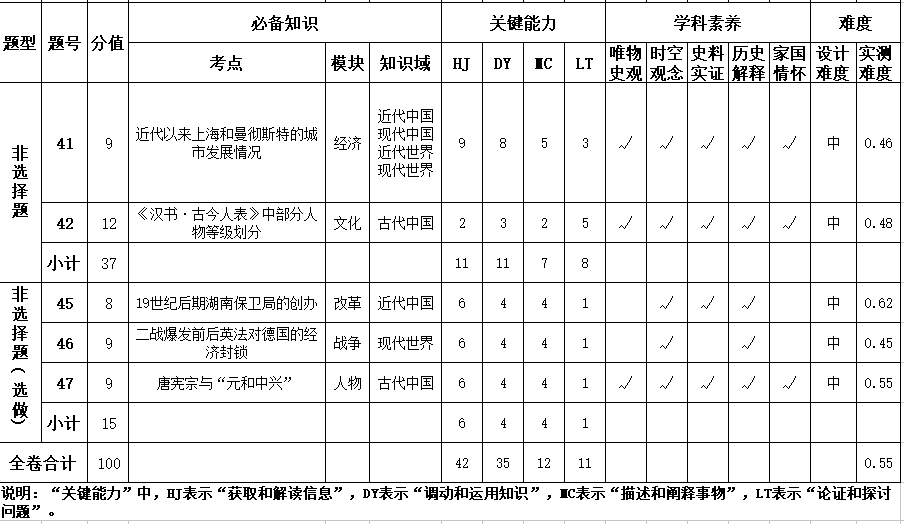 题型 题号 分值 必备知识 关键能力 学科素养 难度
考点 模块 知识域 HJ DY MC LT 唯物史观 时空观念 史料实证 历史解释 家国情怀 设计难度 实测难度
非选择题 41 9 近代以来上海和曼彻斯特的城市发展情况 经济 近代中国 现代中国 近代世界 现代世界 9 8 5 3 √ √ √ √ √ 中 0.46
42 12 《汉书·古今人表》中部分人物等级划分 文化 古代中国 2 3 2 5 √ √ √ √ √ 中 0.48
小计 37 11 11 7 8
非选择题(选做) 45 8 19世纪后期湖南保卫局的创办 改革 近代中国 6 4 4 1 √ √ √ 中 0.62
46 9 二战爆发前后英法对德国的经济封锁 战争 现代世界 6 4 4 1 √ √ 中 0.45
47 9 唐宪宗与“元和中兴” 人物 古代中国 6 4 4 1 √ √ √ √ √ 中 0.55
小计 15 6 4 4 1
全卷合计 100 42 35 12 11 0.55
说明:“关键能力”中,HJ表示“获取和解读信息”,DY表示“调动和运用知识”,MC表示“描述和阐释事物”,LT表示“论证和探讨
问题”。